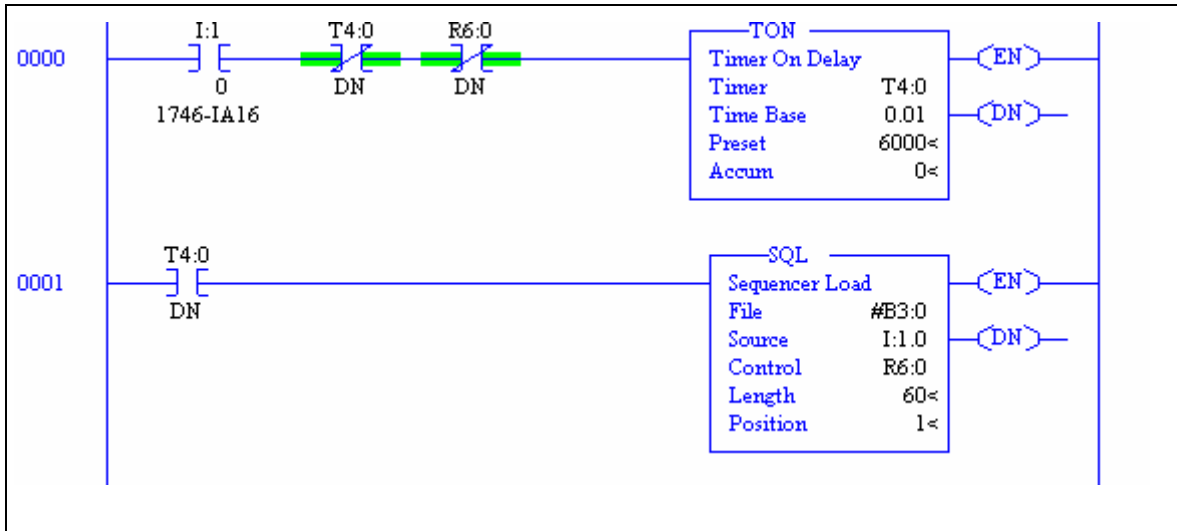 I:1 T4:0 R6:0 TON
0000 Timer On Delay EN
0 DN DN Timer T4:0
1746-IA16 Time Base 0.01 DN
Preset 6000<
Accum 0<
T4:0 SQL
0001 Sequencer Load EN
DN File #B3:0
Source I:1.0 DN
Control R6:0
Length 60<
Position 1<